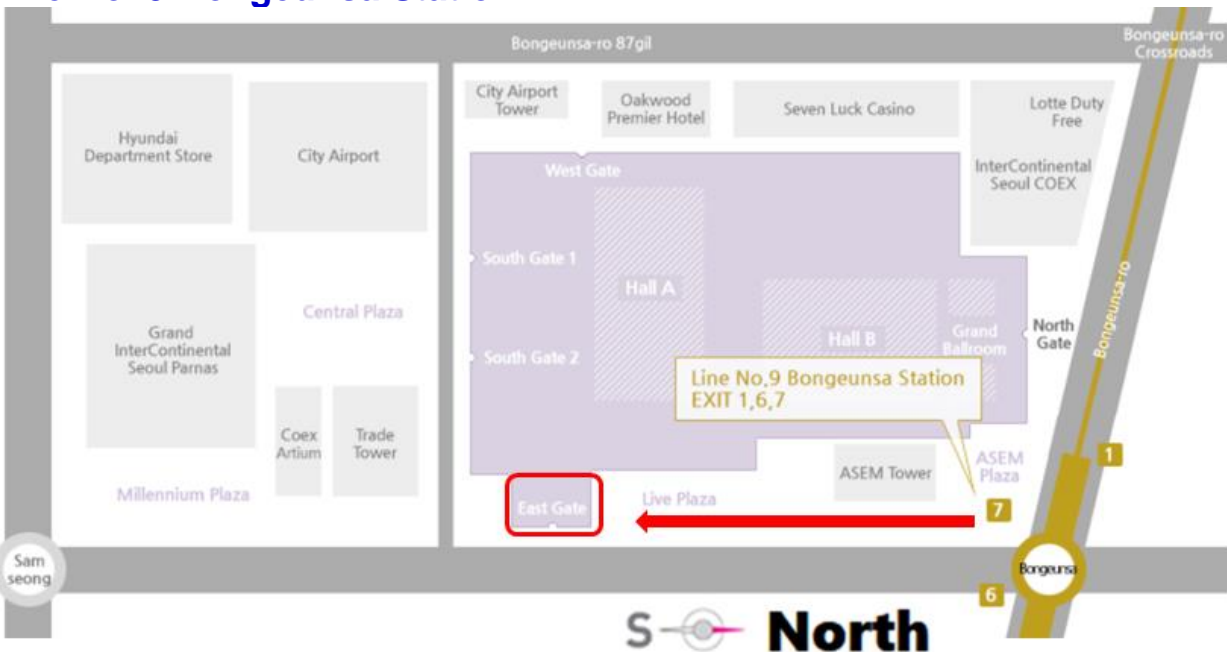 Bongeunsa-ro 87gil
Bongeunsa-ro
Crossroads
City Airport
Tower
Oakwood
Premier Hotel
Seven Luck Casino
Lotte Duty
Free
Hyundai
Department Store
City Airport
InterContinental
Seoul COEX
West Gate
South Gate 1
Hall A
Central Plaza
Bongeunsa-ro
Grand
InterContinental
Seoul Parnas
South Gate 2
Hall B
Grand
Ballroom
North
Gate
Line No,9 Bongeunsa Station
EXIT 1,6,7
Coex
Artium
Trade
Tower
ASEM Tower
ASEM
Plaza
1
Millennium Plaza
East Gate
Live Plaza
7
Sam
seong
Bongeunsa
6
S North